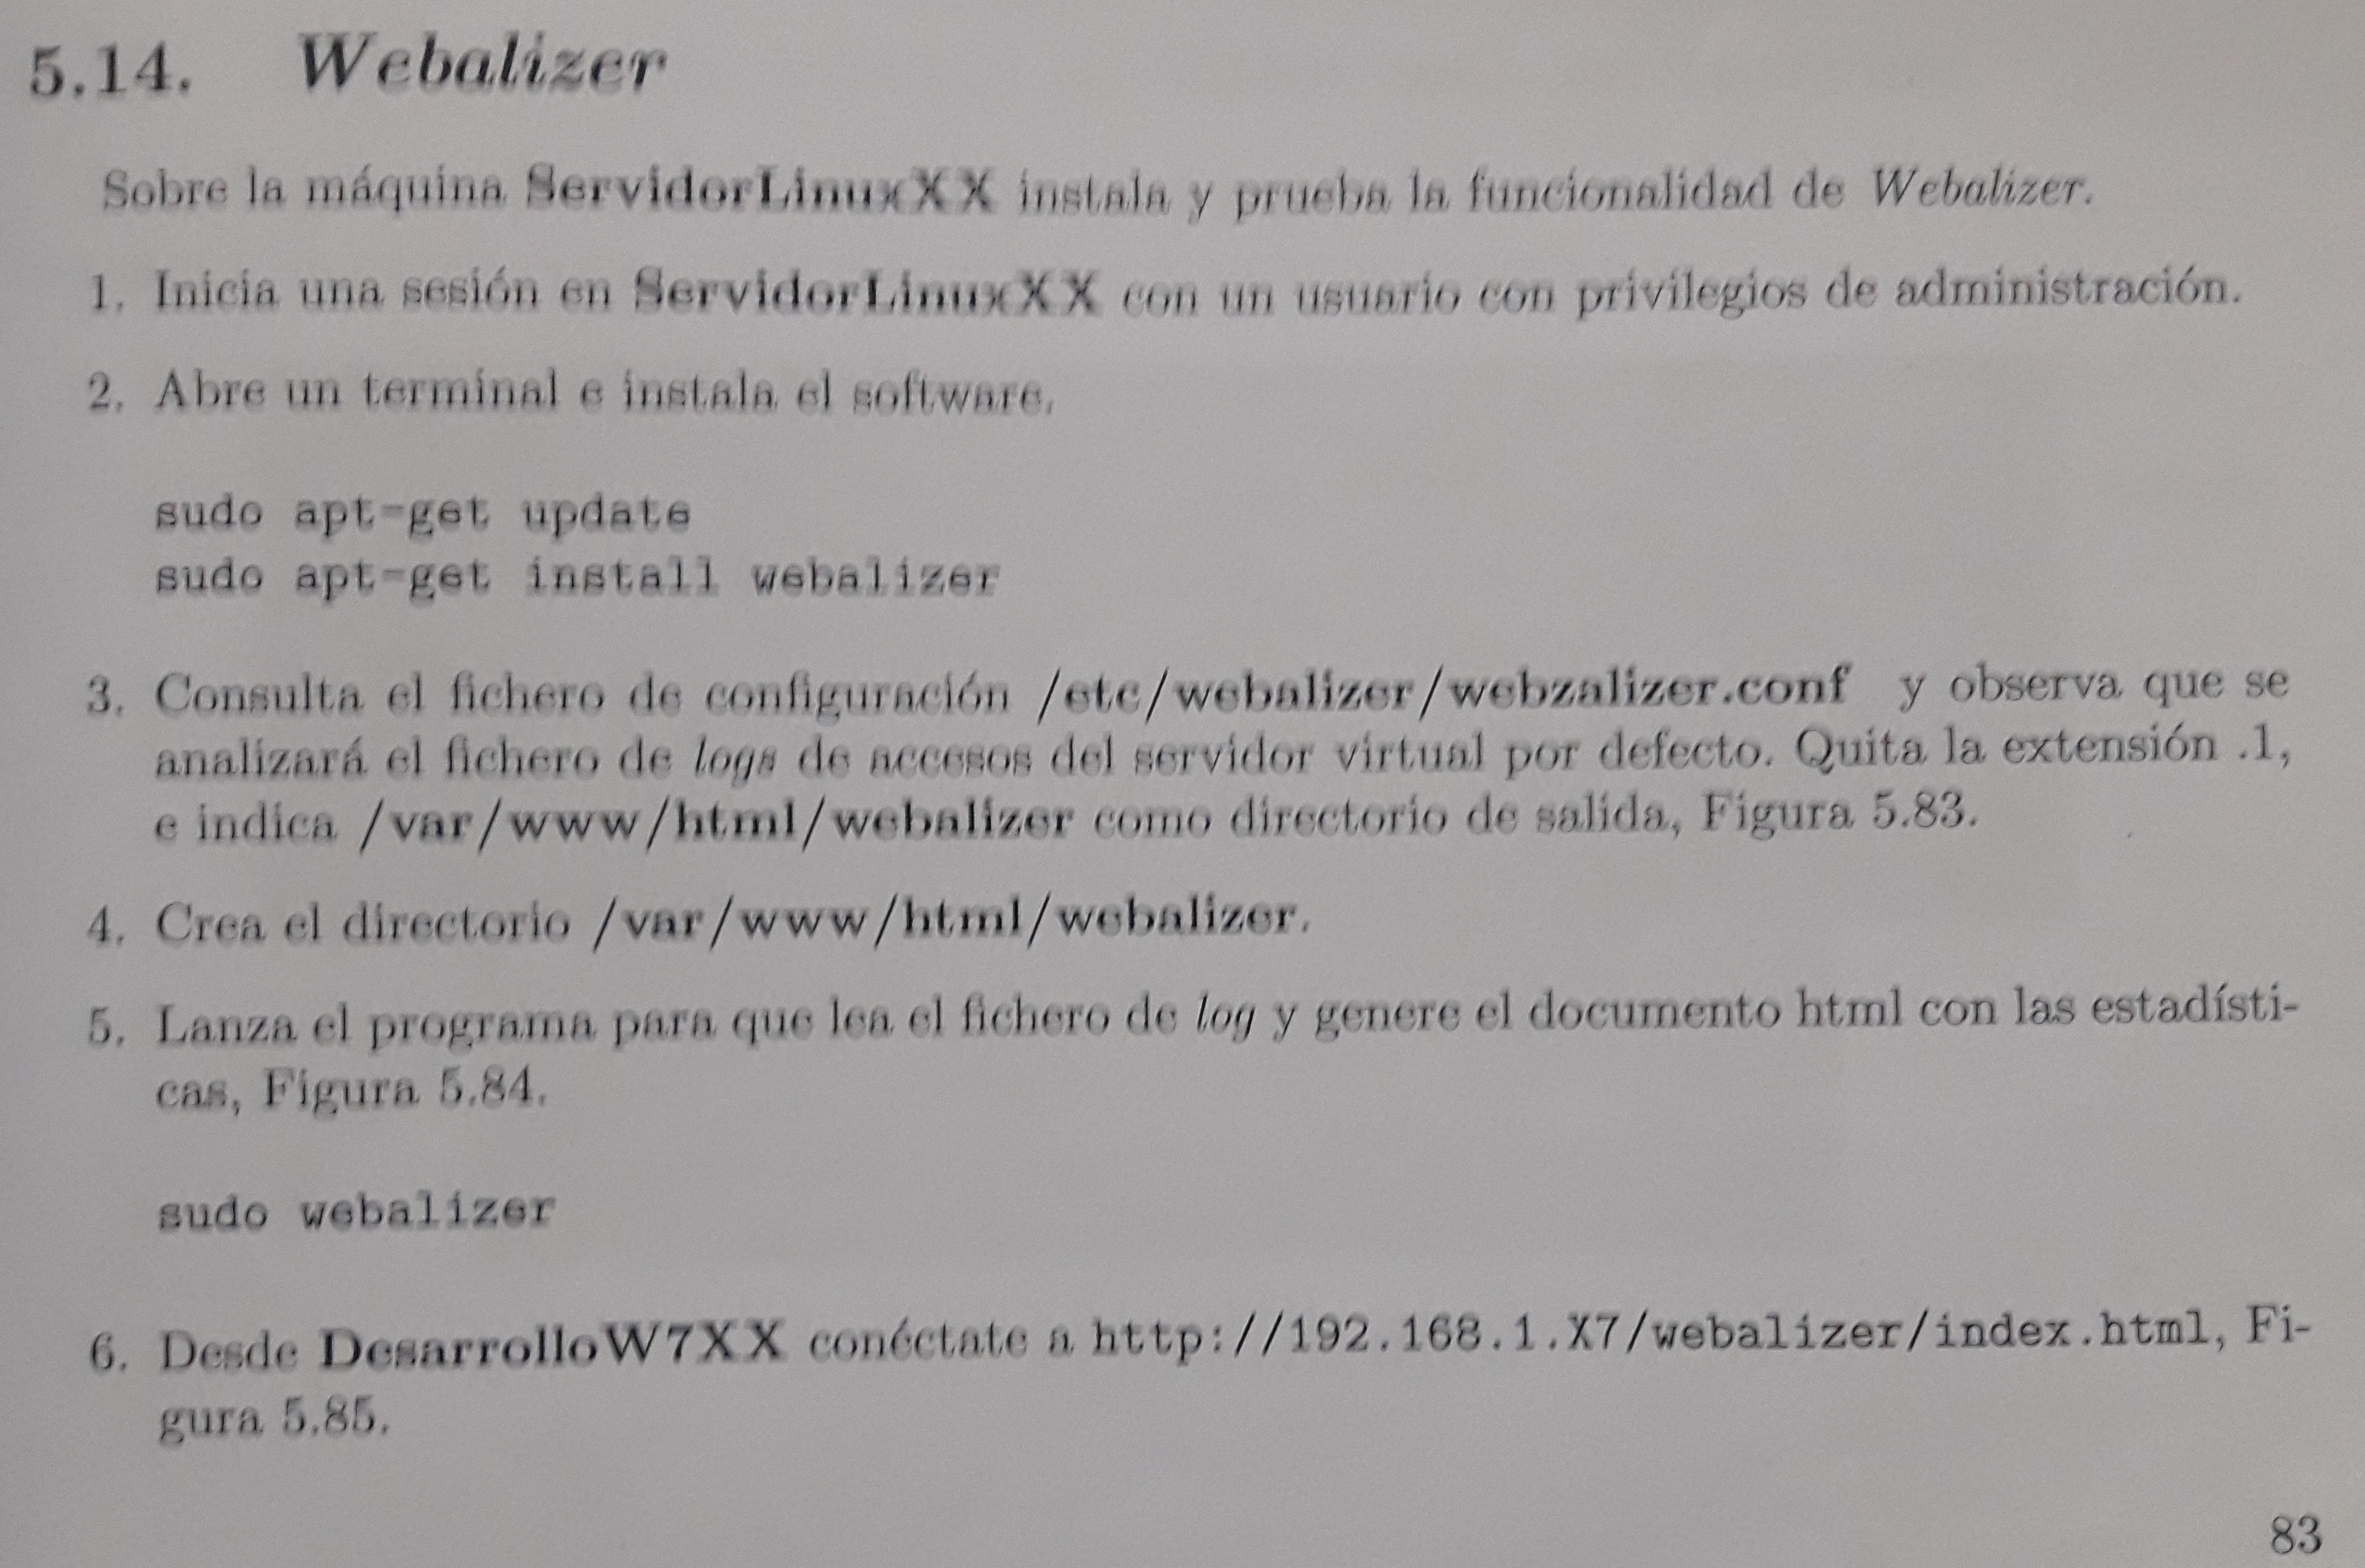 5.14. Webalizer
Sobre la máquina ServidorLinuxXX instala y prueba la funcionalidad de Webalizer.
1. Inicia una sesión en ServidorLinuxXX con un usuario con privilegios de administración.
2. Abre un terminal e instala el software.
sudo apt-get update
sudo apt-get install webalizer
3. Consulta el fichero de configuración /etc/webalizer/webzalizer.conf y observa que se
analizará el fichero de logs de accesos del servidor virtual por defecto. Quita la extensión .1,
e indica /var/www/html/webalizer como directorio de salida, Figura 5.83.
4. Crea el directorio /var/www/html/webalizer.
5. Lanza el programa para que lea el fichero de log y genere el documento html con las estadísti-
cas, Figura 5.84.
sudo webalizer
6. Desde DesarrolloW7XX conéctate a http://192.168.1.X7/webalizer/index.html, Fi-
gura 5.85.
83